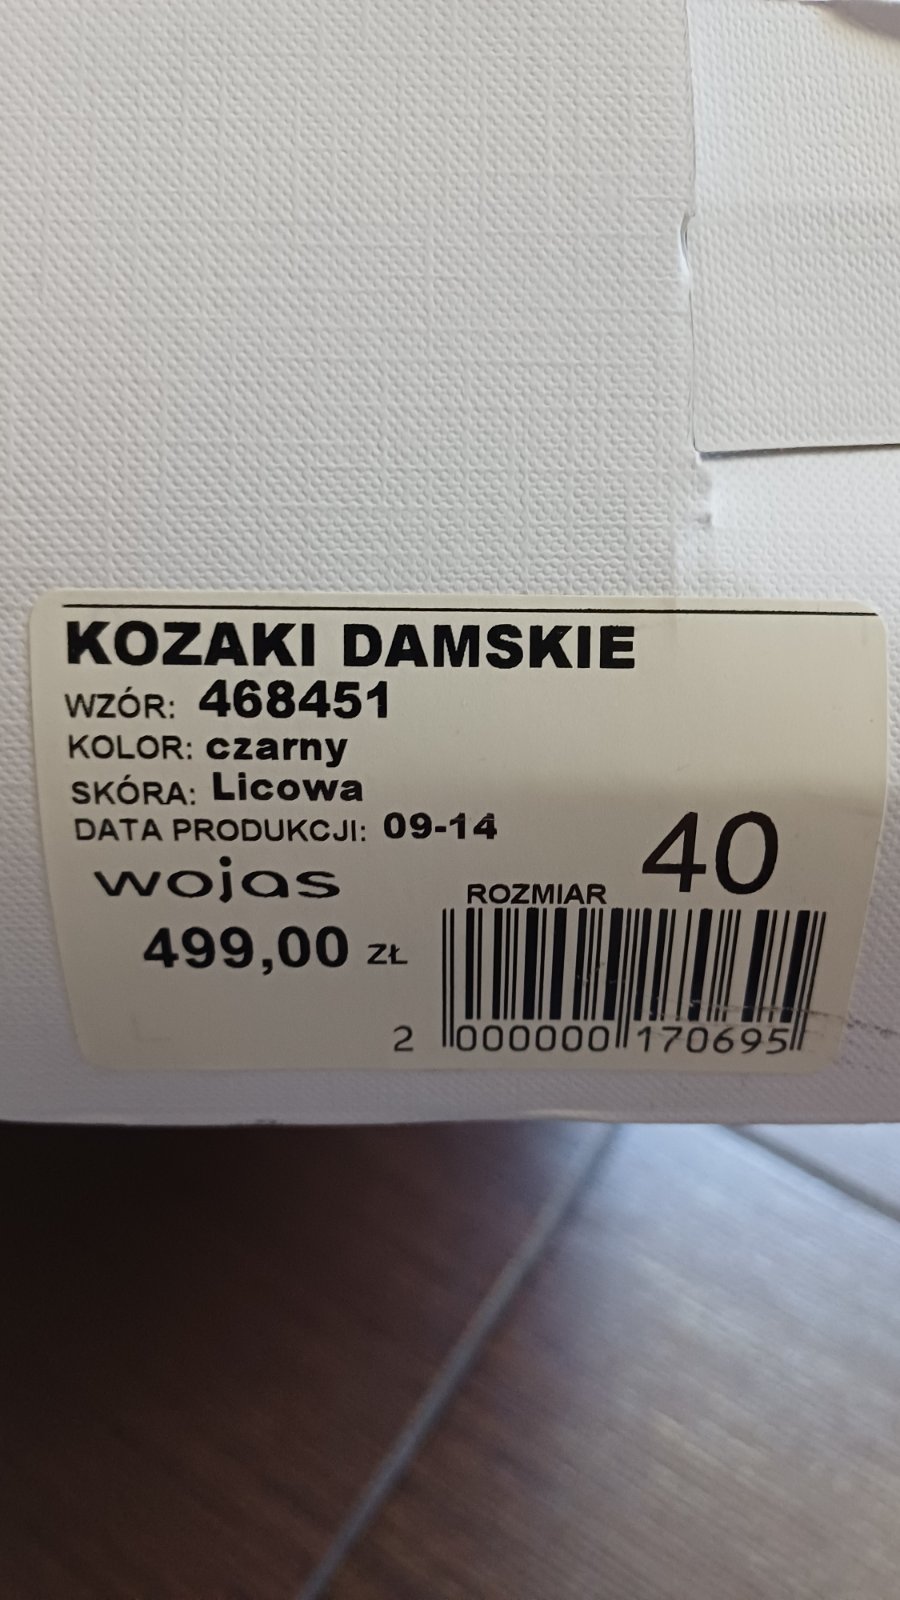 KOZAKI DAMSKIE
WZÓR: 468451
KOLOR: czarny
SKÓRA: Licowa
DATA PRODUKCJI: 09-14
wojas
ROZMIAR 40
499,00 ZŁ
2 000000 170695